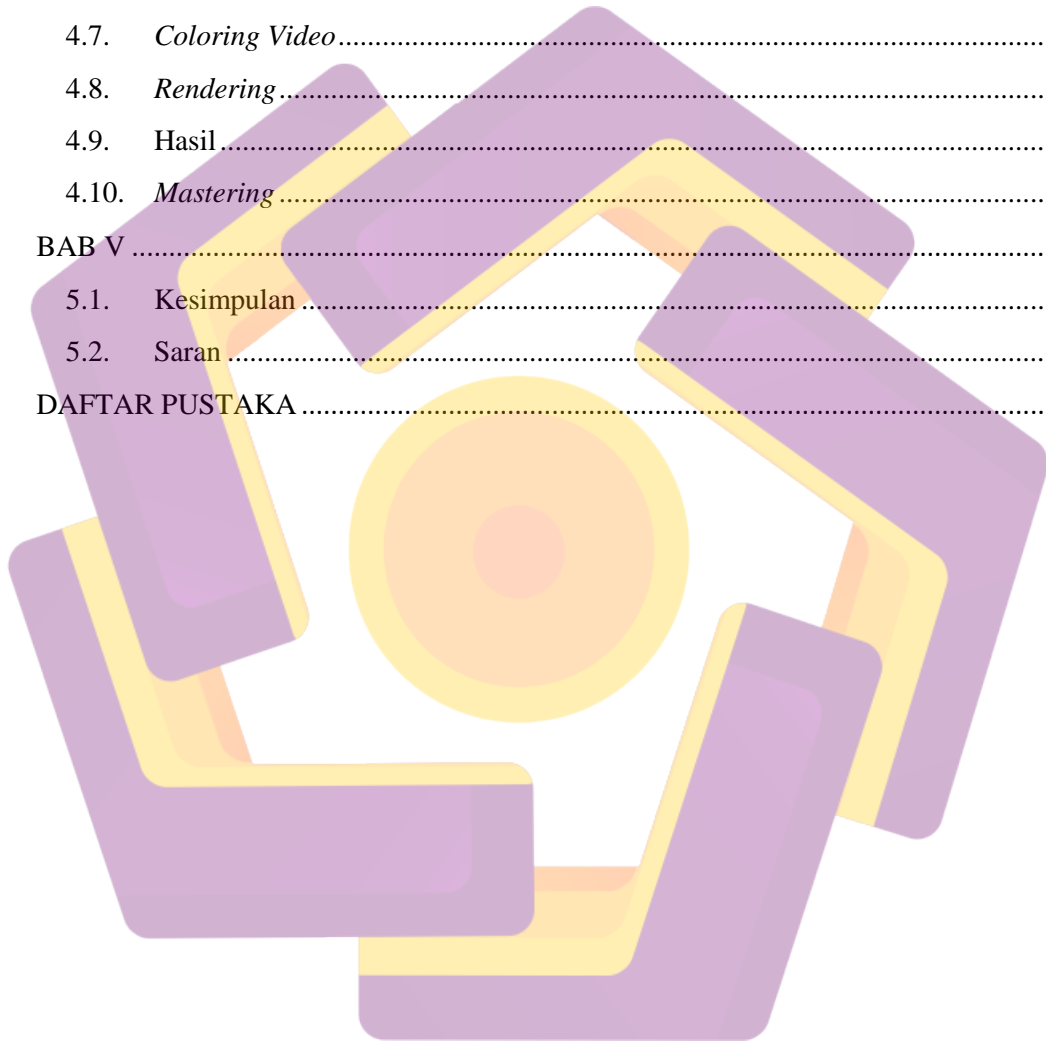 4.7. Coloring Video........................................................................................................
4.8. Rendering................................................................................................................
4.9. Hasil........................................................................................................................
4.10. Mastering................................................................................................................
BAB V ....................................................................................................................................
5.1. Kesimpulan .............................................................................................................
5.2. Saran .......................................................................................................................
DAFTAR PUSTAKA ............................................................................................................